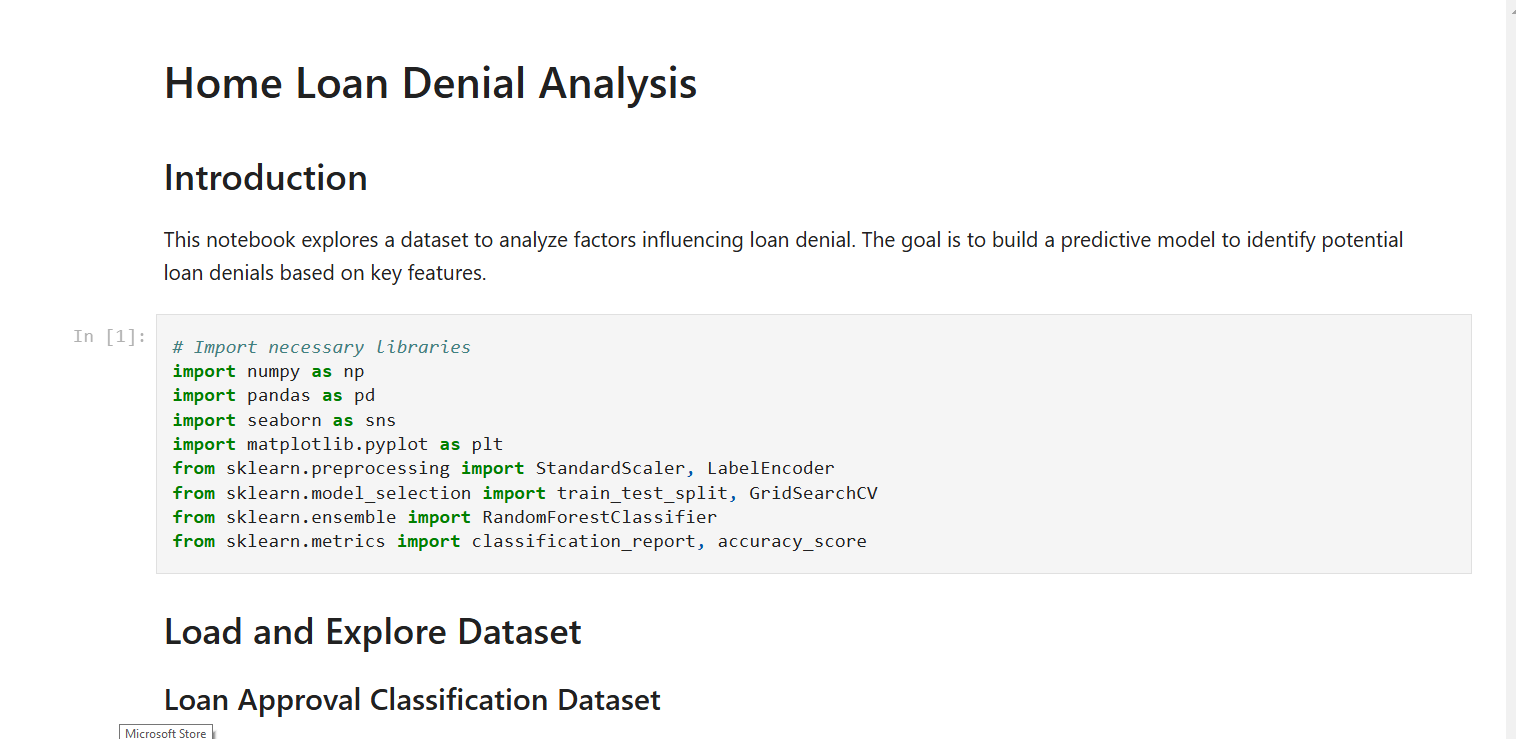 Home Loan Denial Analysis
Introduction
This notebook explores a dataset to analyze factors influencing loan denial. The goal is to build a predictive model to identify potential
loan denials based on key features.
In [1]:
# Import necessary libraries
import numpy as np
import pandas as pd
import seaborn as sns
import matplotlib.pyplot as plt
from sklearn.preprocessing import StandardScaler, LabelEncoder
from sklearn.model_selection import train_test_split, GridSearchCV
from sklearn.ensemble import RandomForestClassifier
from sklearn.metrics import classification_report, accuracy_score
Load and Explore Dataset
Loan Approval Classification Dataset
Microsoft Store